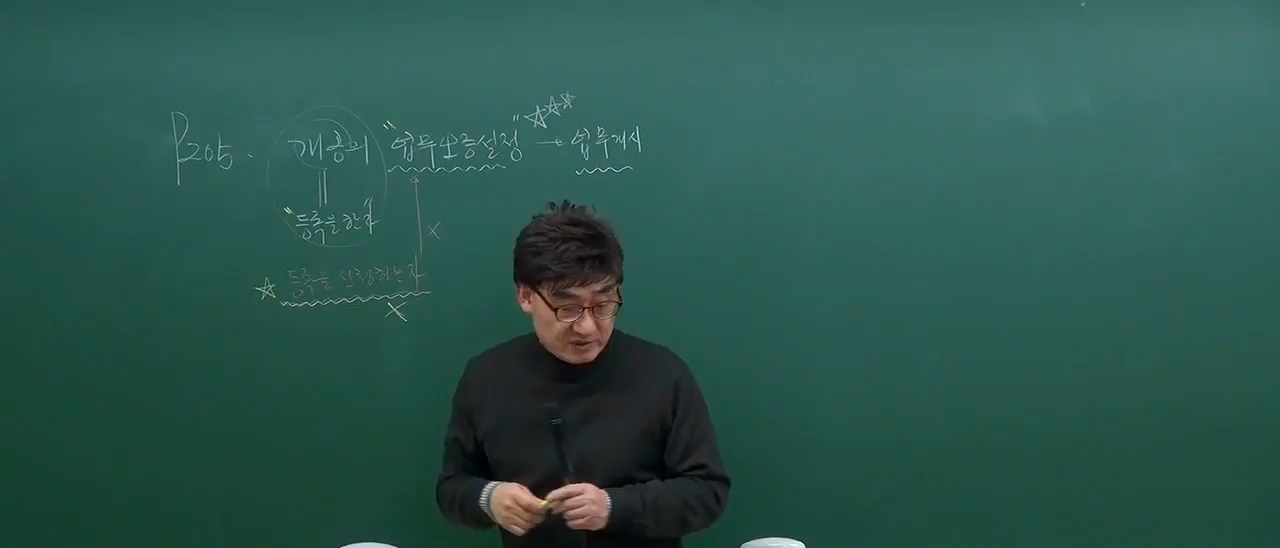 P205. 개공의 "업무보증설정" ☆☆☆ → 업무개시
||
"등록을 한 자"
X
☆ 등록을 신청하는 자
X